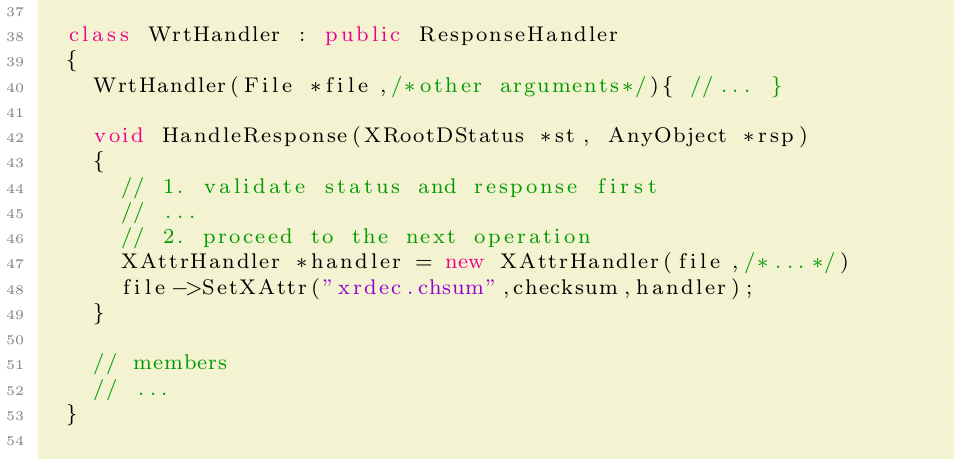 37
38 class WrtHandler : public ResponseHandler
39 {
40 WrtHandler(File *file ,/*other arguments*/){ //... }
41
42 void HandleResponse(XRootDStatus *st, AnyObject *rsp)
43 {
44 // 1. validate status and response first
45 // ...
46 // 2. proceed to the next operation
47 XAttrHandler *handler = new XAttrHandler(file ,/*...*/)
48 file->SetXAttr("xrdec.chsum",checksum,handler);
49 }
50
51 // members
52 // ...
53 }
54